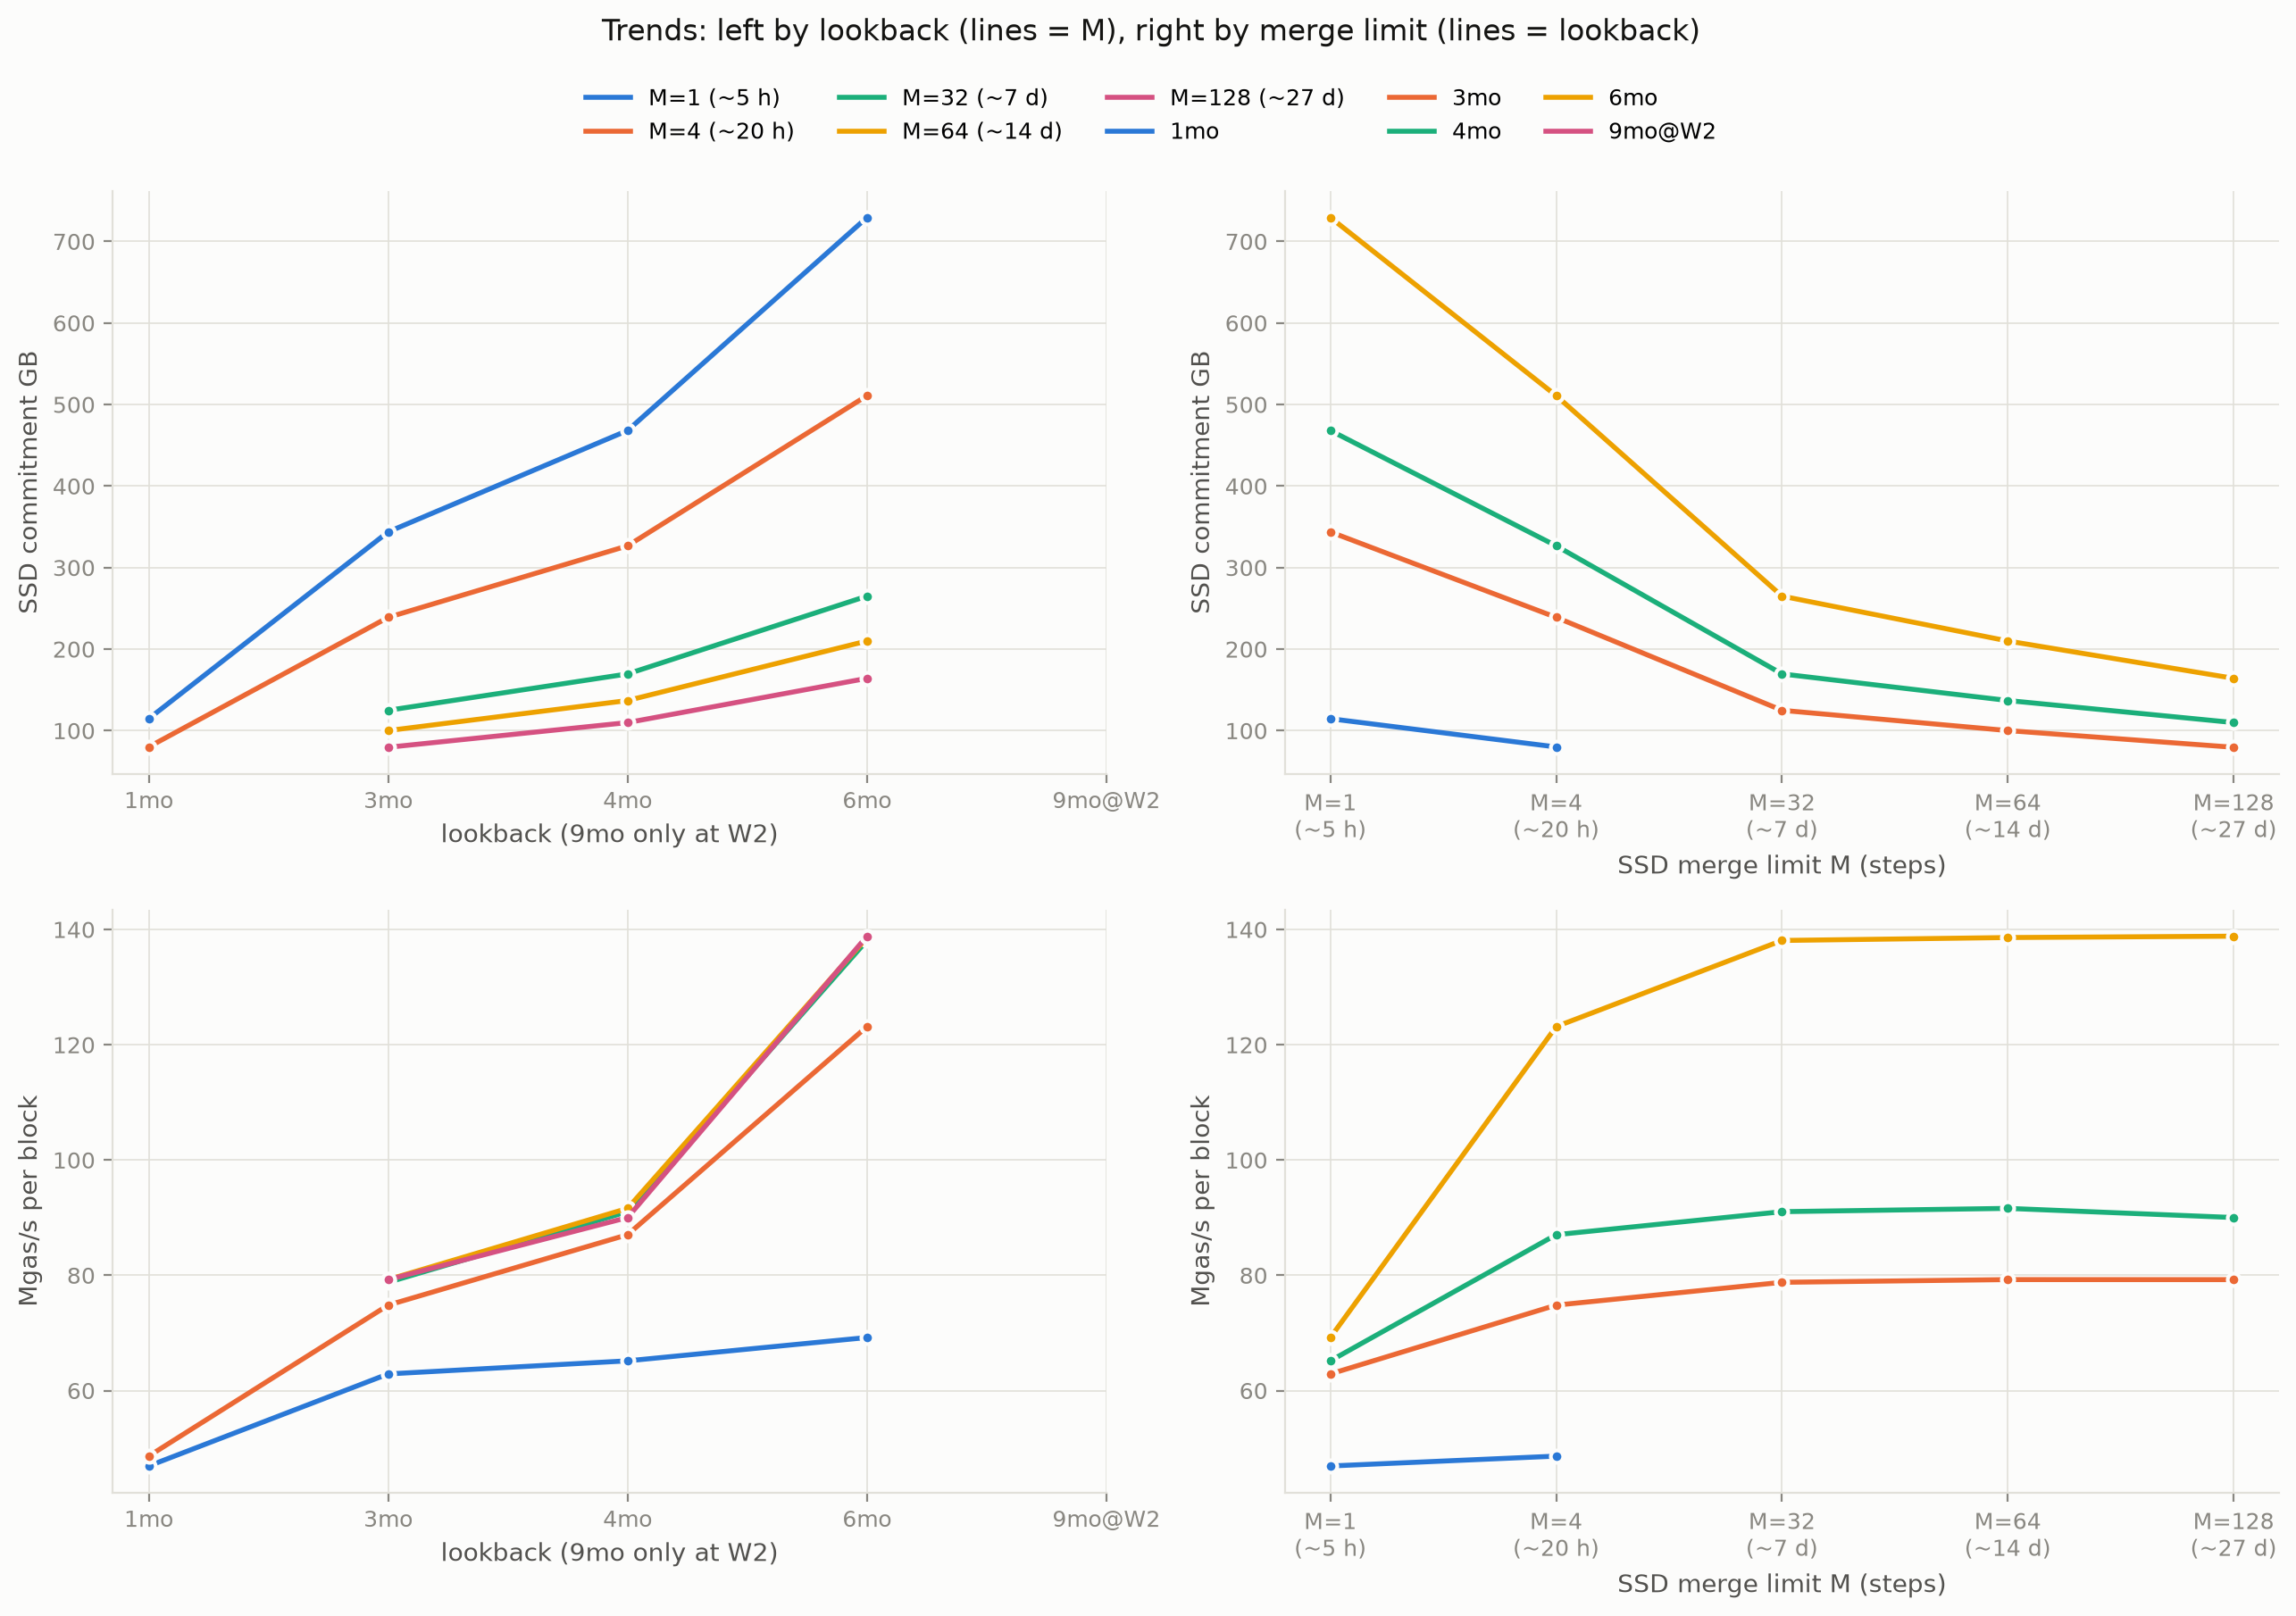 Trends: left by lookback (lines = M), right by merge limit (lines = lookback)
M=1 (~5 h)
M=4 (~20 h)
M=32 (~7 d)
M=64 (~14 d)
M=128 (~27 d)
1mo
3mo
4mo
6mo
9mo@W2
SSD commitment GB
700
600
500
400
300
200
100
1mo 3mo 4mo 6mo 9mo@W2
lookback (9mo only at W2)
SSD commitment GB
700
600
500
400
300
200
100
M=1 M=4 M=32 M=64 M=128
(~5 h) (~20 h) (~7 d) (~14 d) (~27 d)
SSD merge limit M (steps)
Mgas/s per block
140
120
100
80
60
1mo 3mo 4mo 6mo 9mo@W2
lookback (9mo only at W2)
Mgas/s per block
140
120
100
80
60
M=1 M=4 M=32 M=64 M=128
(~5 h) (~20 h) (~7 d) (~14 d) (~27 d)
SSD merge limit M (steps)